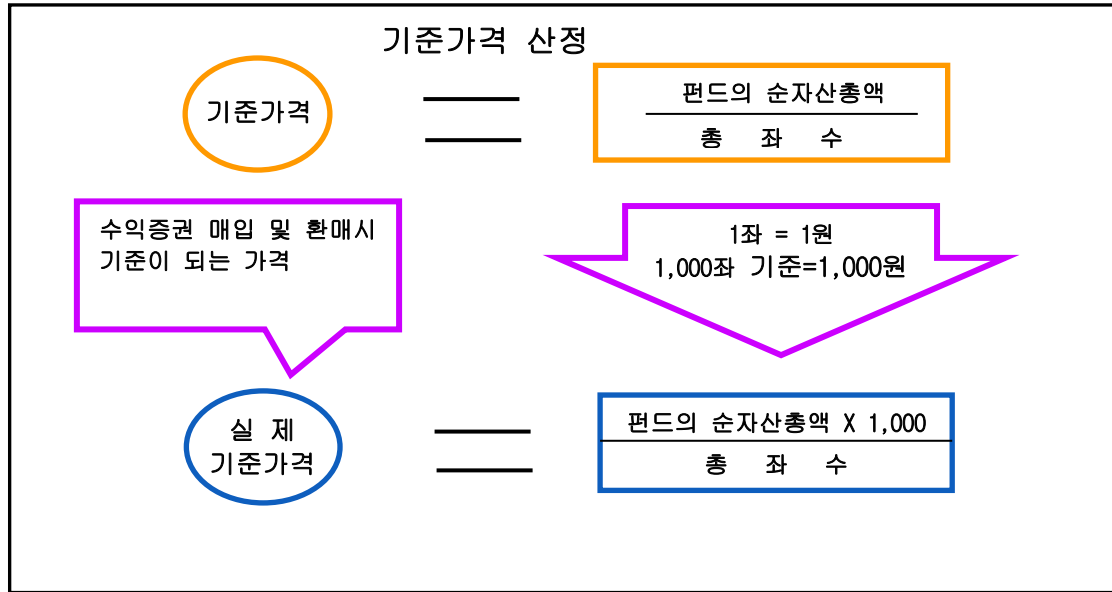 기준가격 산정
기준가격
펀드의 순자산총액
총 좌 수
수익증권 매입 및 환매시
기준이 되는 가격
1좌 = 1원
1,000좌 기준=1,000원
실 제
기준가격
펀드의 순자산총액 X 1,000
총 좌 수